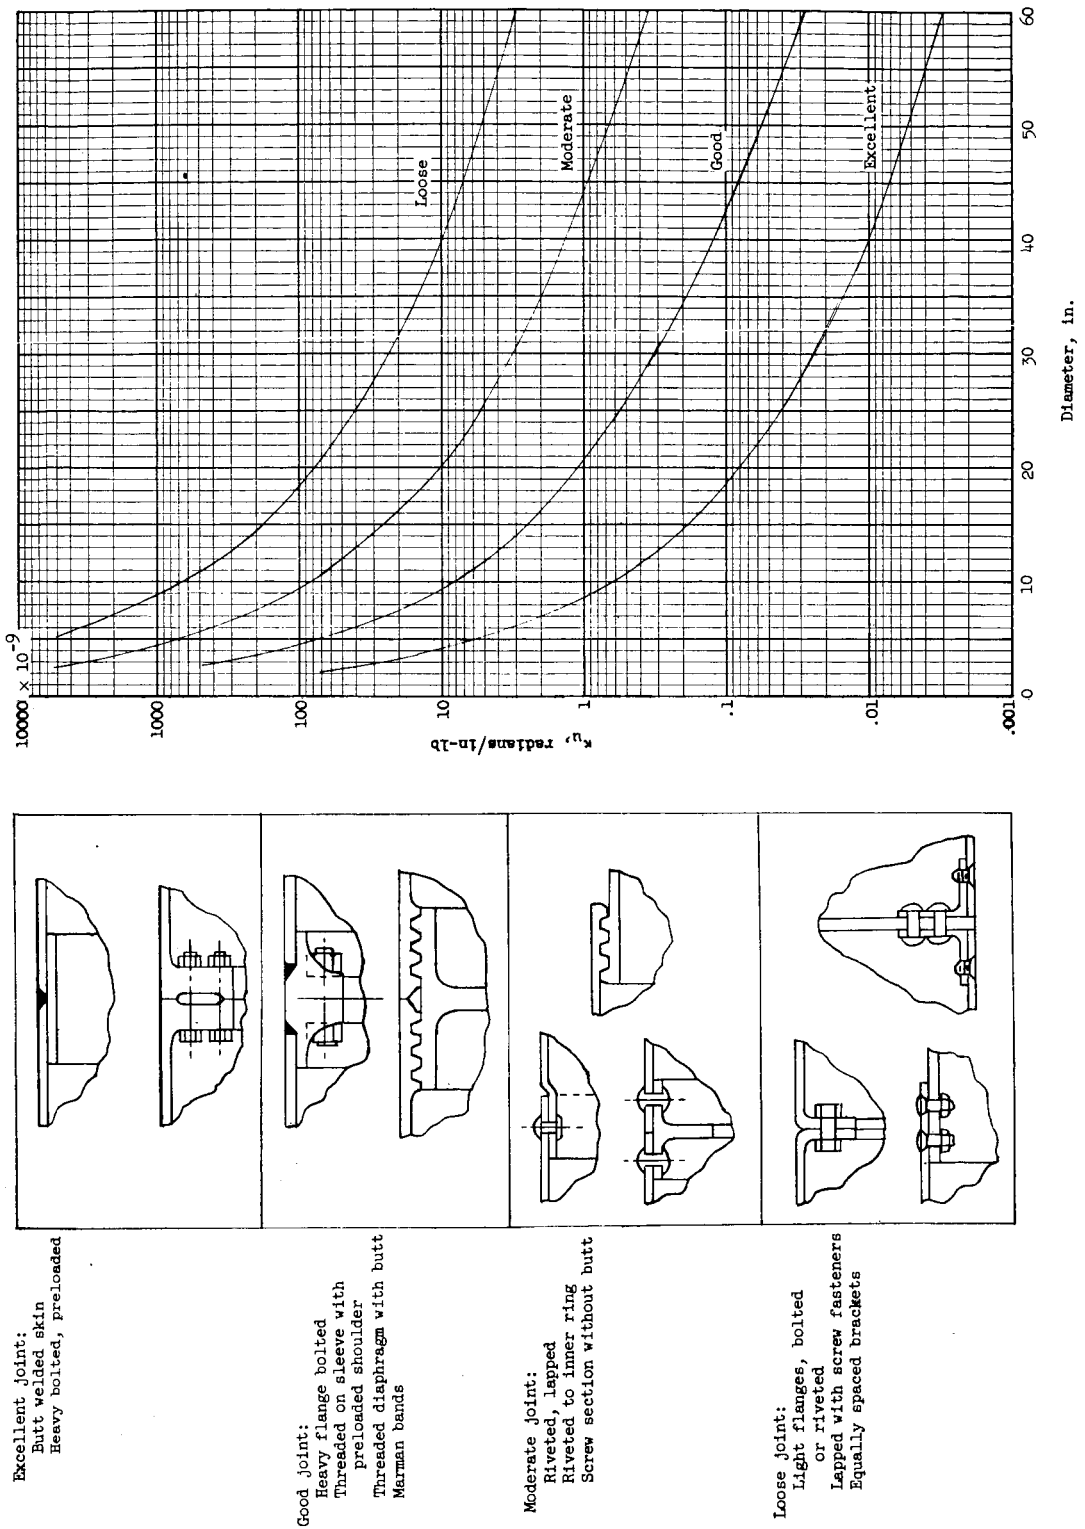 Excellent joint:
Butt welded skin
Heavy bolted, preloaded
Good joint:
Heavy flange bolted
Threaded on sleeve with
preloaded shoulder
Threaded diaphragm with butt
Marman bands
Moderate joint:
Riveted, lapped
Riveted to inner ring
Screw section without butt
Loose joint:
Light flanges, bolted
or riveted
Lapped with screw fasteners
Equally spaced brackets
10000 × 10⁻⁹
1000
100
10
1
.1
.01
.001
κᵤ, radians/in-lb
Loose
Moderate
Good
Excellent
0
10
20
30
40
50
60
Diameter, in.